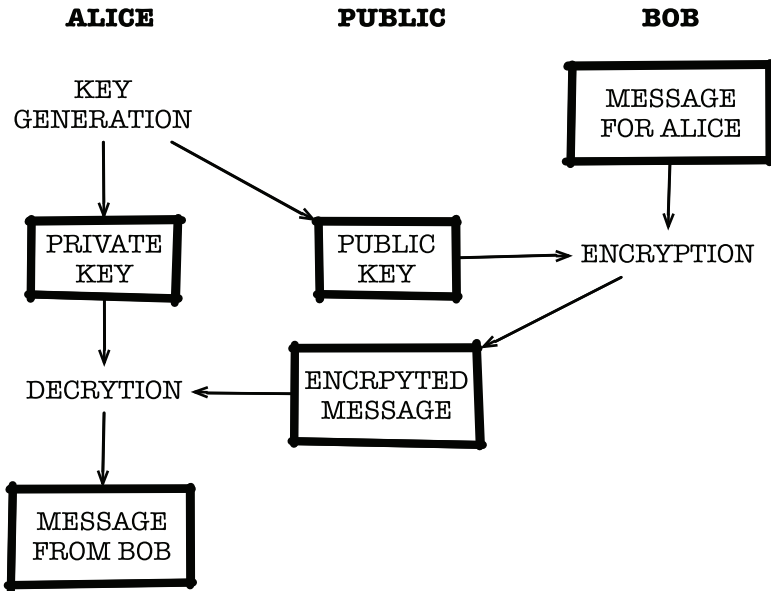 ALICE
PUBLIC
BOB
KEY
GENERATION
MESSAGE
FOR ALICE
PRIVATE
KEY
PUBLIC
KEY
ENCRYPTION
DECRYTION
ENCRPYTED
MESSAGE
MESSAGE
FROM BOB